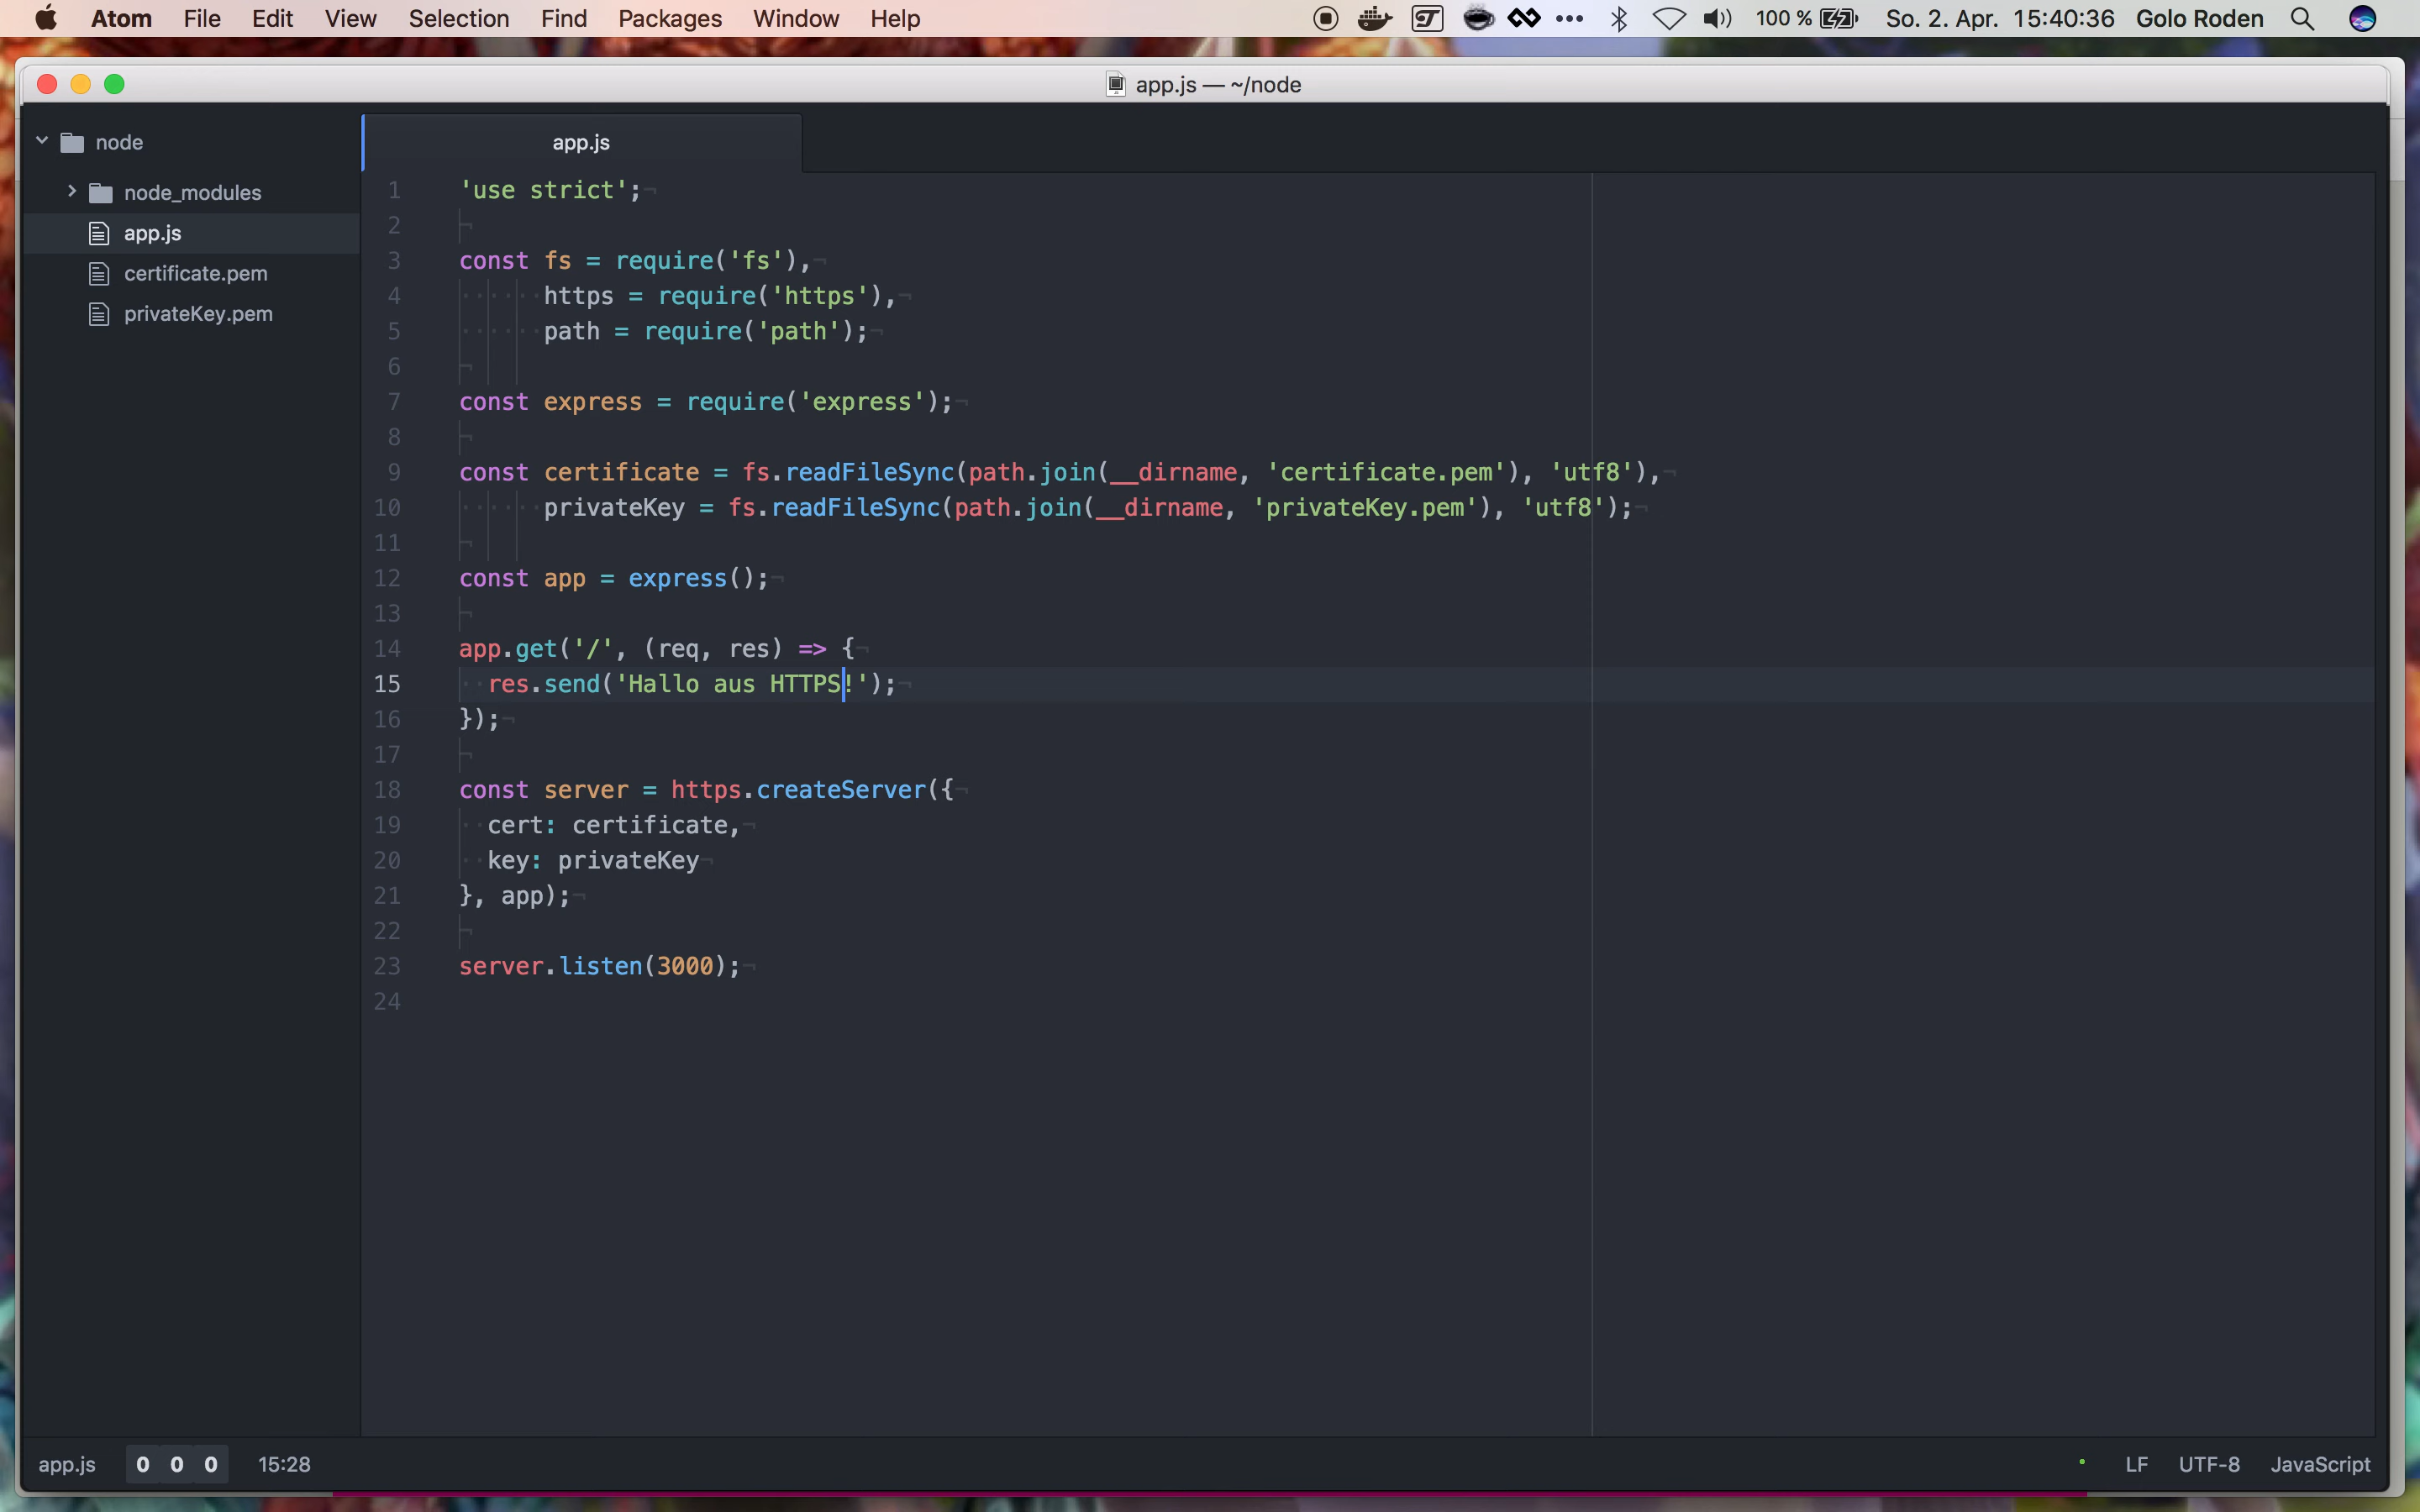 Atom File Edit View Selection Find Packages Window Help 100 % So. 2. Apr. 15:40:36 Golo Roden
app.js — ~/node
node
node_modules
app.js
certificate.pem
privateKey.pem
app.js
1 'use strict';¬
2 ¬
3 const fs = require('fs'),¬
4 ······https = require('https'),¬
5 ······path = require('path');¬
6 ¬
7 const express = require('express');¬
8 ¬
9 const certificate = fs.readFileSync(path.join(__dirname, 'certificate.pem'), 'utf8'),¬
10 ······privateKey = fs.readFileSync(path.join(__dirname, 'privateKey.pem'), 'utf8');¬
11 ¬
12 const app = express();¬
13 ¬
14 app.get('/', (req, res) => {¬
15 ··res.send('Hallo aus HTTPS!');¬
16 });¬
17 ¬
18 const server = https.createServer({¬
19 ··cert: certificate,¬
20 ··key: privateKey¬
21 }, app);¬
22 ¬
23 server.listen(3000);¬
24
app.js 0 0 0 15:28 LF UTF-8 JavaScript